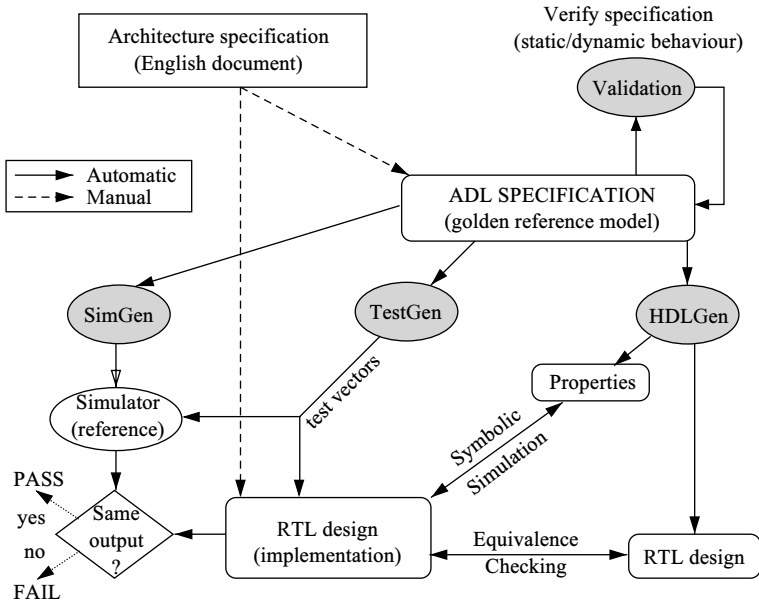 Verify specification
(static/dynamic behaviour)
Architecture specification
(English document)
Validation
Automatic
Manual
ADL SPECIFICATION
(golden reference model)
SimGen
TestGen
HDLGen
test vectors
Properties
Simulator
(reference)
Symbolic
Simulation
PASS
yes
no
FAIL
Same
output
?
RTL design
(implementation)
Equivalence
Checking
RTL design